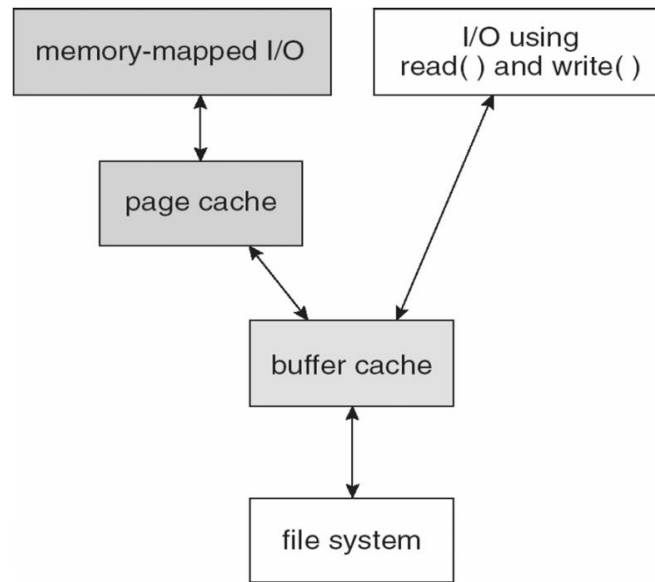 memory-mapped I/O
I/O using
read( ) and write( )
page cache
buffer cache
file system